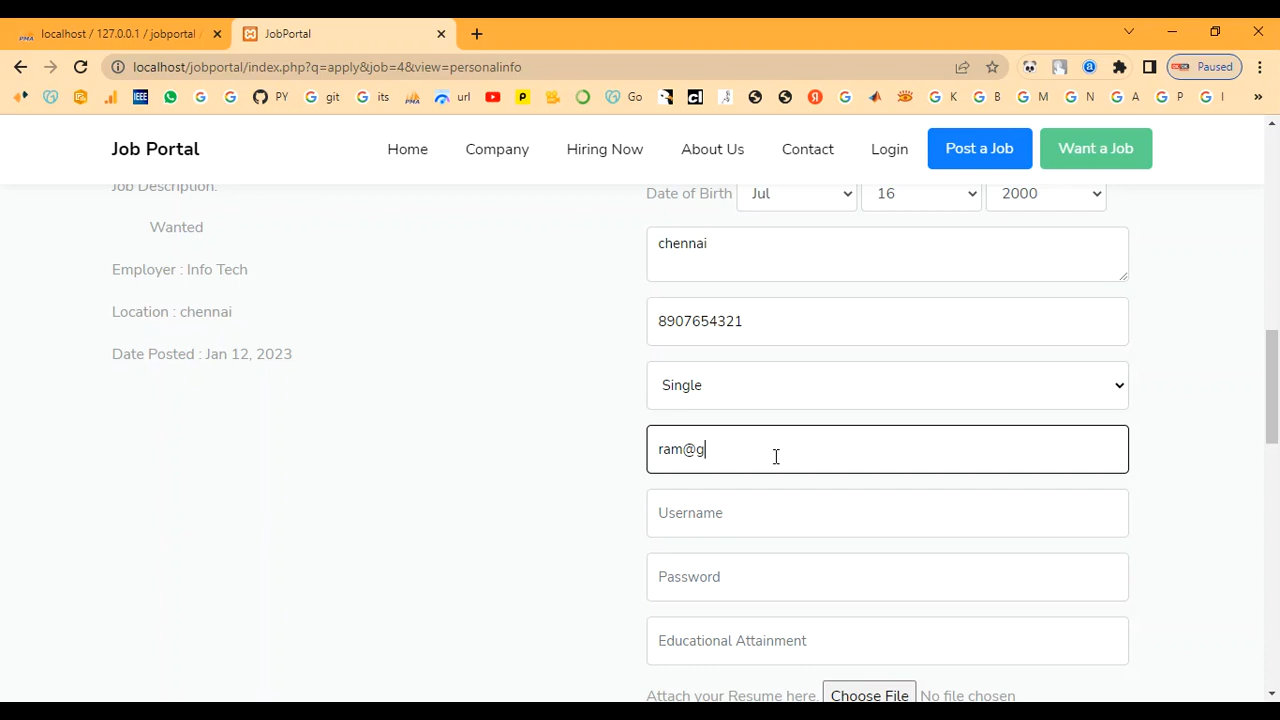 localhost / 127.0.0.1 / jobportal
JobPortal
localhost/jobportal/index.php?q=apply&job=4&view=personalinfo
Paused
IEEE
PY
git
its
url
Go
K
B
M
N
A
P
I
Job Portal
Home
Company
Hiring Now
About Us
Contact
Login
Post a Job
Want a Job
Job Description.
Wanted
Employer : Info Tech
Location : chennai
Date Posted : Jan 12, 2023
Date of Birth Jul 16 2000
chennai
8907654321
Single
ram@g
Username
Password
Educational Attainment
Attach your Resume here. Choose File No file chosen